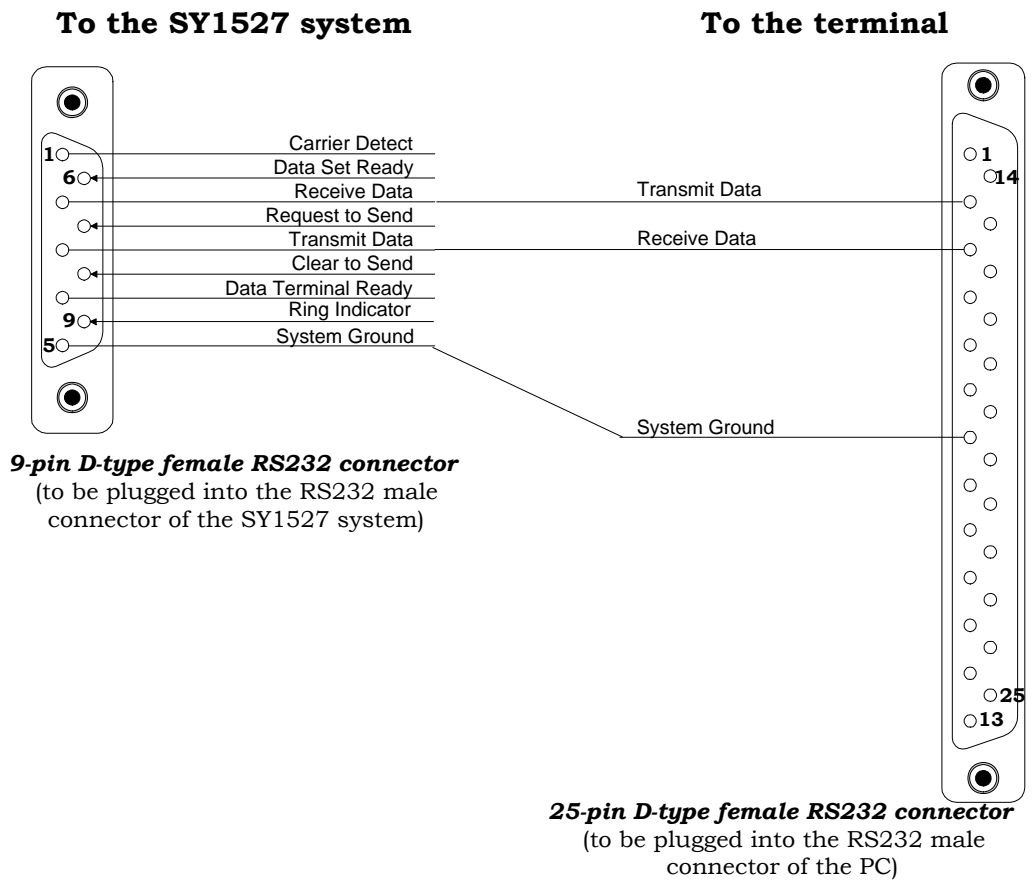 To the SY1527 system
To the terminal
Carrier Detect
1
Data Set Ready
6
Receive Data
Request to Send
Transmit Data
Clear to Send
Data Terminal Ready
Ring Indicator
9
System Ground
5
1
14
Transmit Data
Receive Data
System Ground
25
13
9-pin D-type female RS232 connector
(to be plugged into the RS232 male
connector of the SY1527 system)
25-pin D-type female RS232 connector
(to be plugged into the RS232 male
connector of the PC)